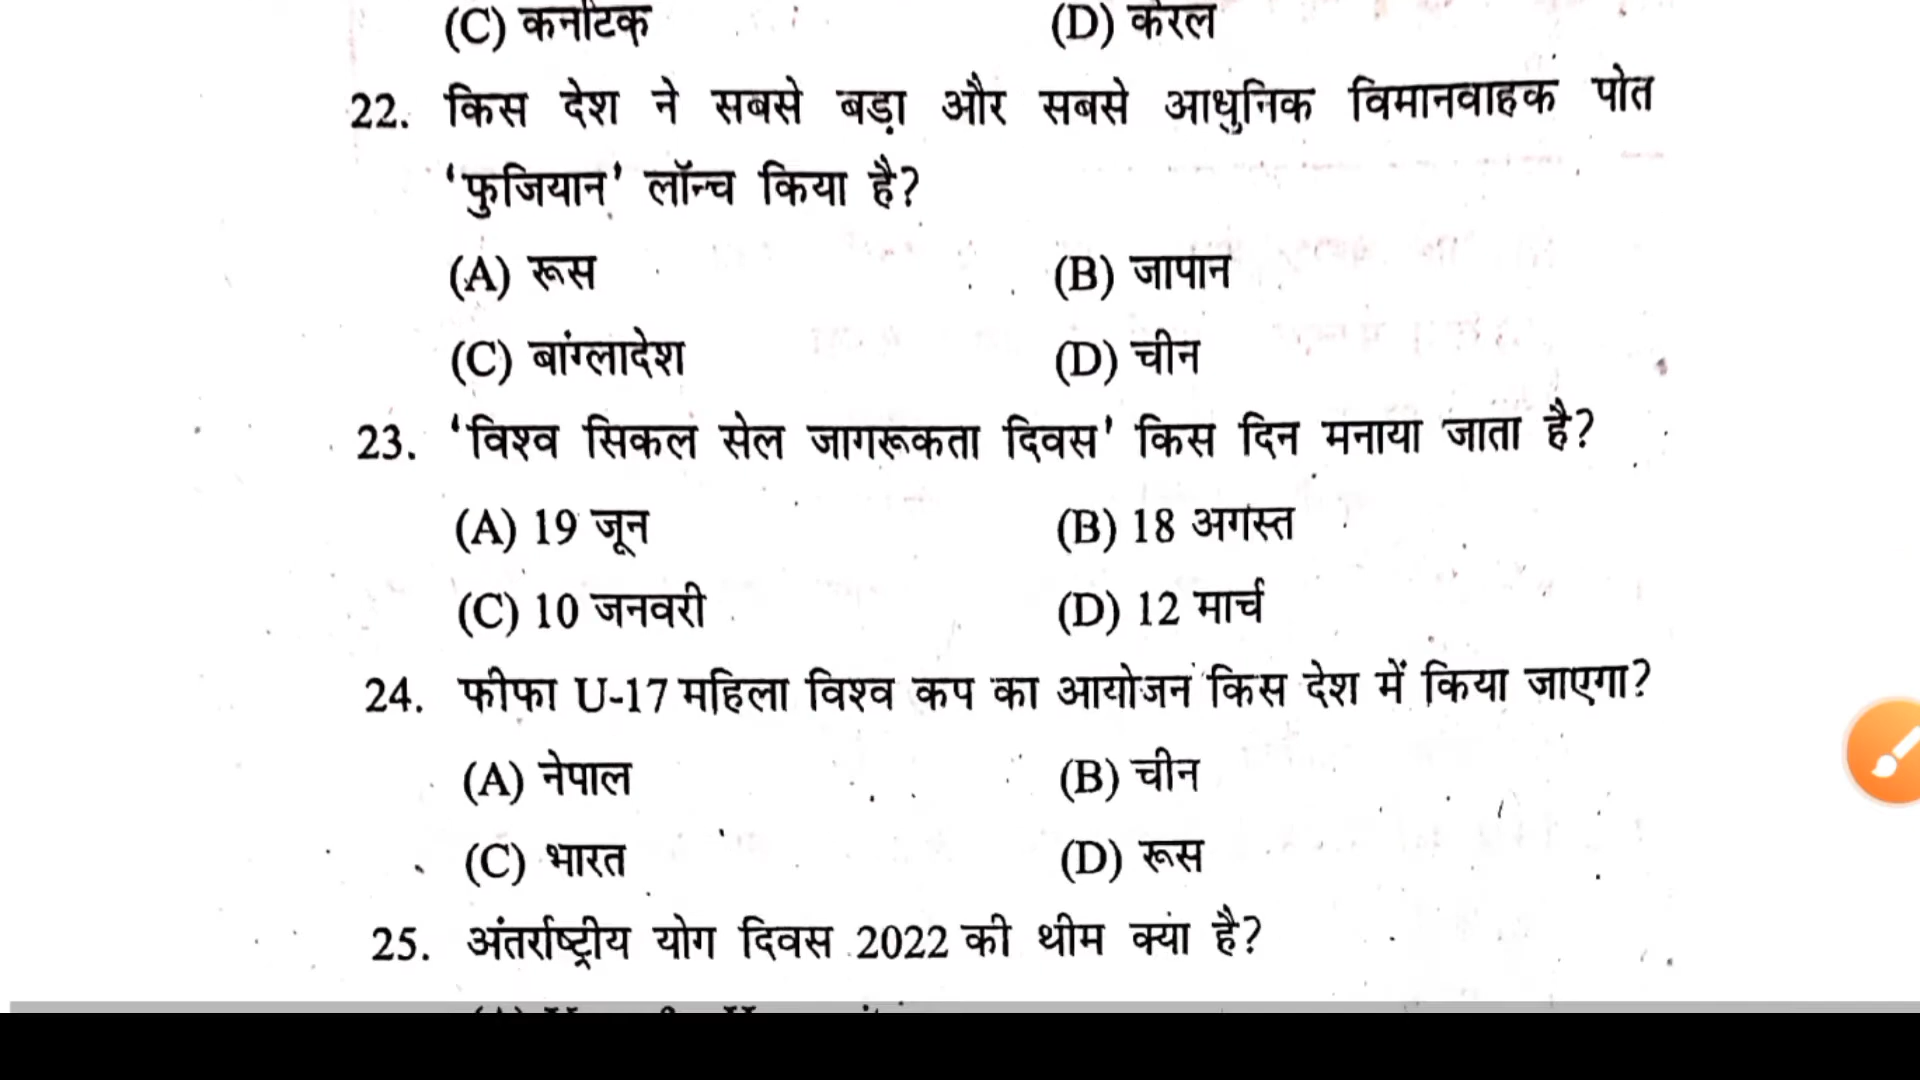 (C) कर्नाटक (D) केरल
22. किस देश ने सबसे बड़ा और सबसे आधुनिक विमानवाहक पोत
‘फुजियान’ लॉन्च किया है?
(A) रूस (B) जापान
(C) बांग्लादेश (D) चीन
23. ‘विश्व सिकल सेल जागरूकता दिवस’ किस दिन मनाया जाता है?
(A) 19 जून (B) 18 अगस्त
(C) 10 जनवरी (D) 12 मार्च
24. फीफा U-17 महिला विश्व कप का आयोजन किस देश में किया जाएगा?
(A) नेपाल (B) चीन
(C) भारत (D) रूस
25. अंतर्राष्ट्रीय योग दिवस 2022 की थीम क्या है?